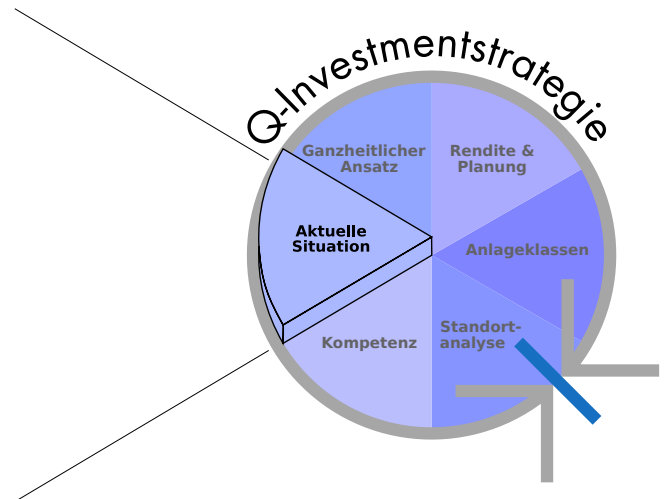 Q-Investmentstrategie
Ganzheitlicher
Ansatz
Rendite &
Planung
Aktuelle
Situation
Anlageklassen
Kompetenz
Standort-
analyse